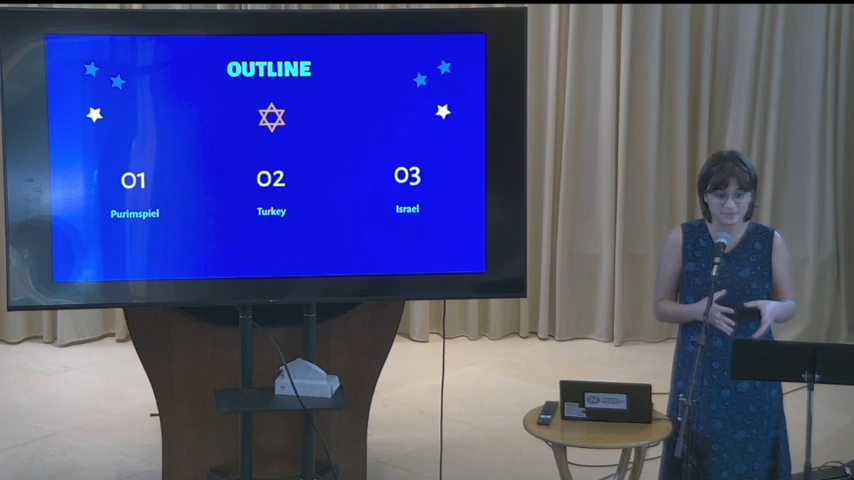 OUTLINE
01
02
03
Purimspiel
Turkey
Israel